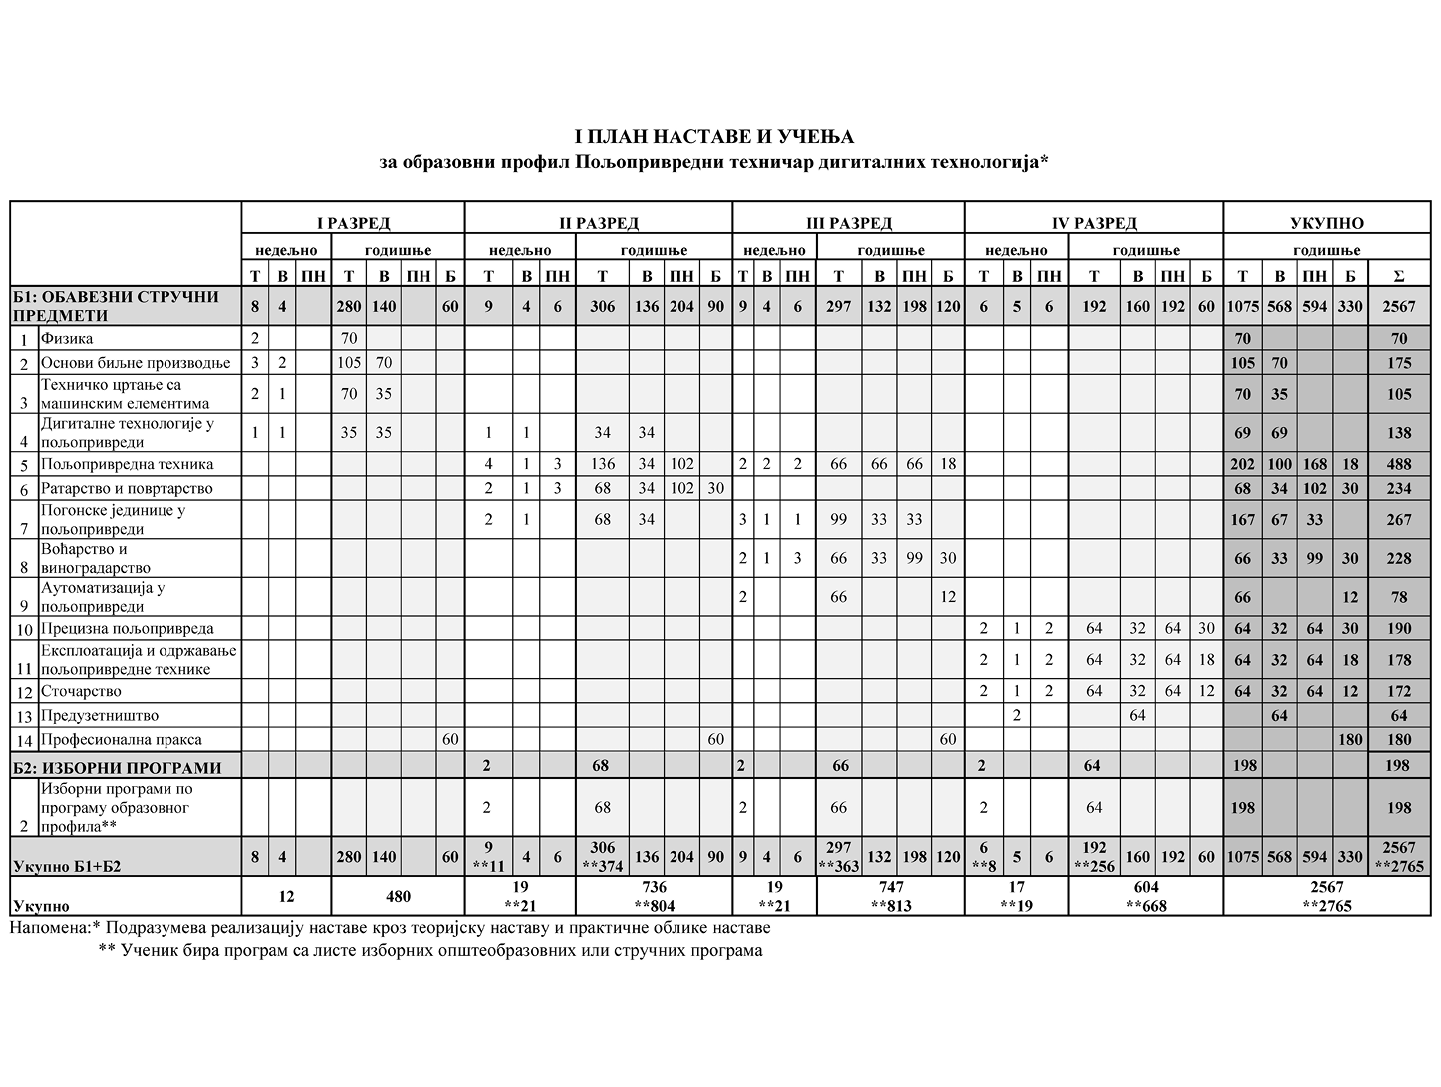 I ПЛАН НАСТАВЕ И УЧЕЊА
за образовни профил Пољопривредни техничар дигиталних технологија*
I РАЗРЕД II РАЗРЕД III РАЗРЕД IV РАЗРЕД УКУПНО
недељно годишње недељно годишње недељно годишње недељно годишње годишње
Т В ПН Т В ПН Б Т В ПН Т В ПН Б Т В ПН Т В ПН Б Т В ПН Т В ПН Б Т В ПН Б Σ
Б1: ОБАВЕЗНИ СТРУЧНИ
ПРЕДМЕТИ 8 4 280 140 60 9 4 6 306 136 204 90 9 4 6 297 132 198 120 6 5 6 192 160 192 60 1075 568 594 330 2567
1 Физика 2 70 70 70
2 Основи биљне производње 3 2 105 70 105 70 175
Техничко цртање са
3 машинским елементима 2 1 70 35 70 35 105
Дигиталне технологије у
4 пољопривреди 1 1 35 35 1 1 34 34 69 69 138
5 Пољопривредна техника 4 1 3 136 34 102 2 2 2 66 66 66 18 202 100 168 18 488
6 Ратарство и повртарство 2 1 3 68 34 102 30 68 34 102 30 234
Погонске јединице у
7 пољопривреди 2 1 68 34 3 1 1 99 33 33 167 67 33 267
Воћарство и
8 виноградарство 2 1 3 66 33 99 30 66 33 99 30 228
Аутоматизација у
9 пољопривреди 2 66 12 66 12 78
10 Прецизна пољопривреда 2 1 2 64 32 64 30 64 32 64 30 190
Експлоатација и одржавање
11 пољопривредне технике 2 1 2 64 32 64 18 64 32 64 18 178
12 Сточарство 2 1 2 64 32 64 12 64 32 64 12 172
13 Предузетништво 2 64 64 64
14 Професионална пракса 60 60 60 180 180
Б2: ИЗБОРНИ ПРОГРАМИ 2 68 2 66 2 64 198 198
Изборни програми по
програму образовног 2 68 2 66 2 64 198 198
2 профила**
9 306 297 6 192 2567
Укупно Б1+Б2 8 4 280 140 60 **11 4 6 **374 136 204 90 9 4 6 **363 132 198 120 **8 5 6 **256 160 192 60 1075 568 594 330 **2765
12 480 19 736 19 747 17 604 2567
Укупно **21 **804 **21 **813 **19 **668 **2765
Напомена:* Подразумева реализацију наставе кроз теоријску наставу и практичне облике наставе
** Ученик бира програм са листе изборних општеобразовних или стручних програма